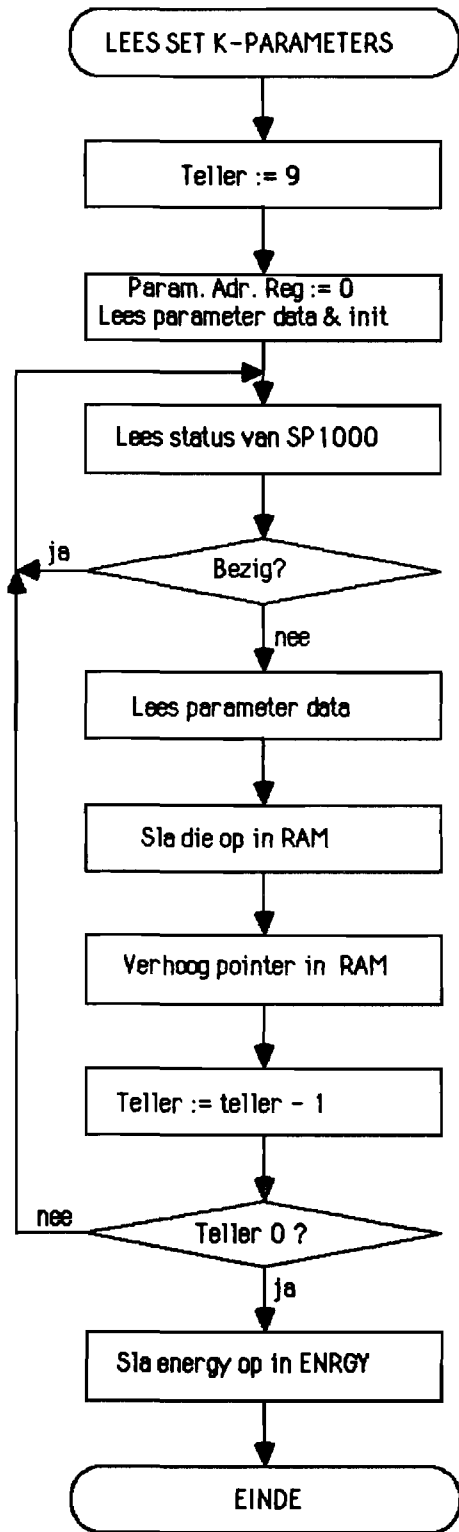 LEES SET K-PARAMETERS
Teller := 9
Param. Adr. Reg := 0
Lees parameter data & init
Lees status van SP1000
ja
Bezig?
nee
Lees parameter data
Sla die op in RAM
Verhoog pointer in RAM
Teller := teller - 1
nee
Teller 0 ?
ja
Sla energy op in ENRGY
EINDE